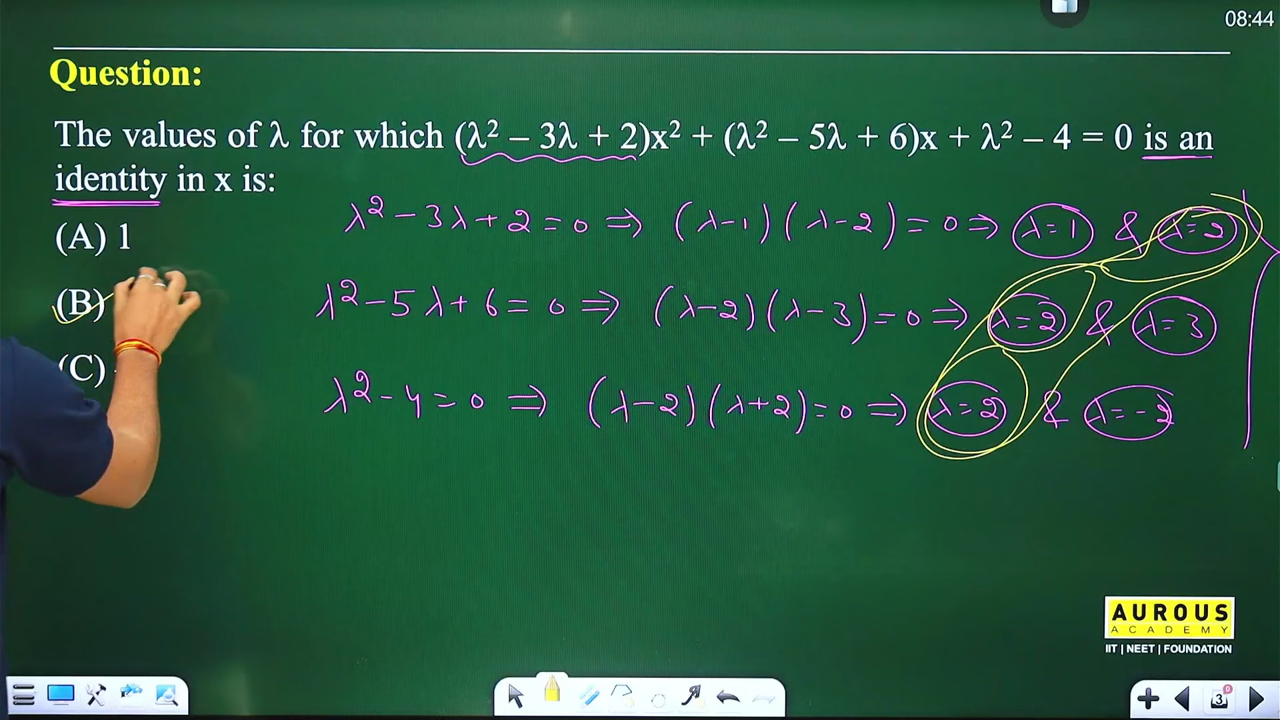 08:44
Question:
The values of λ for which (λ² – 3λ + 2)x² + (λ² – 5λ + 6)x + λ² – 4 = 0 is an
identity in x is:
λ² – 3λ + 2 = 0 ⇒ (λ-1)(λ-2) = 0 ⇒ λ=1 & λ=2
(A) 1
λ² – 5λ + 6 = 0 ⇒ (λ-2)(λ-3) = 0 ⇒ λ=2 & λ=3
(B)
(C)
λ² - 4 = 0 ⇒ (λ-2)(λ+2) = 0 ⇒ λ=2 & λ=-2
AUROUS
ACADEMY
IIT | NEET | FOUNDATION
3